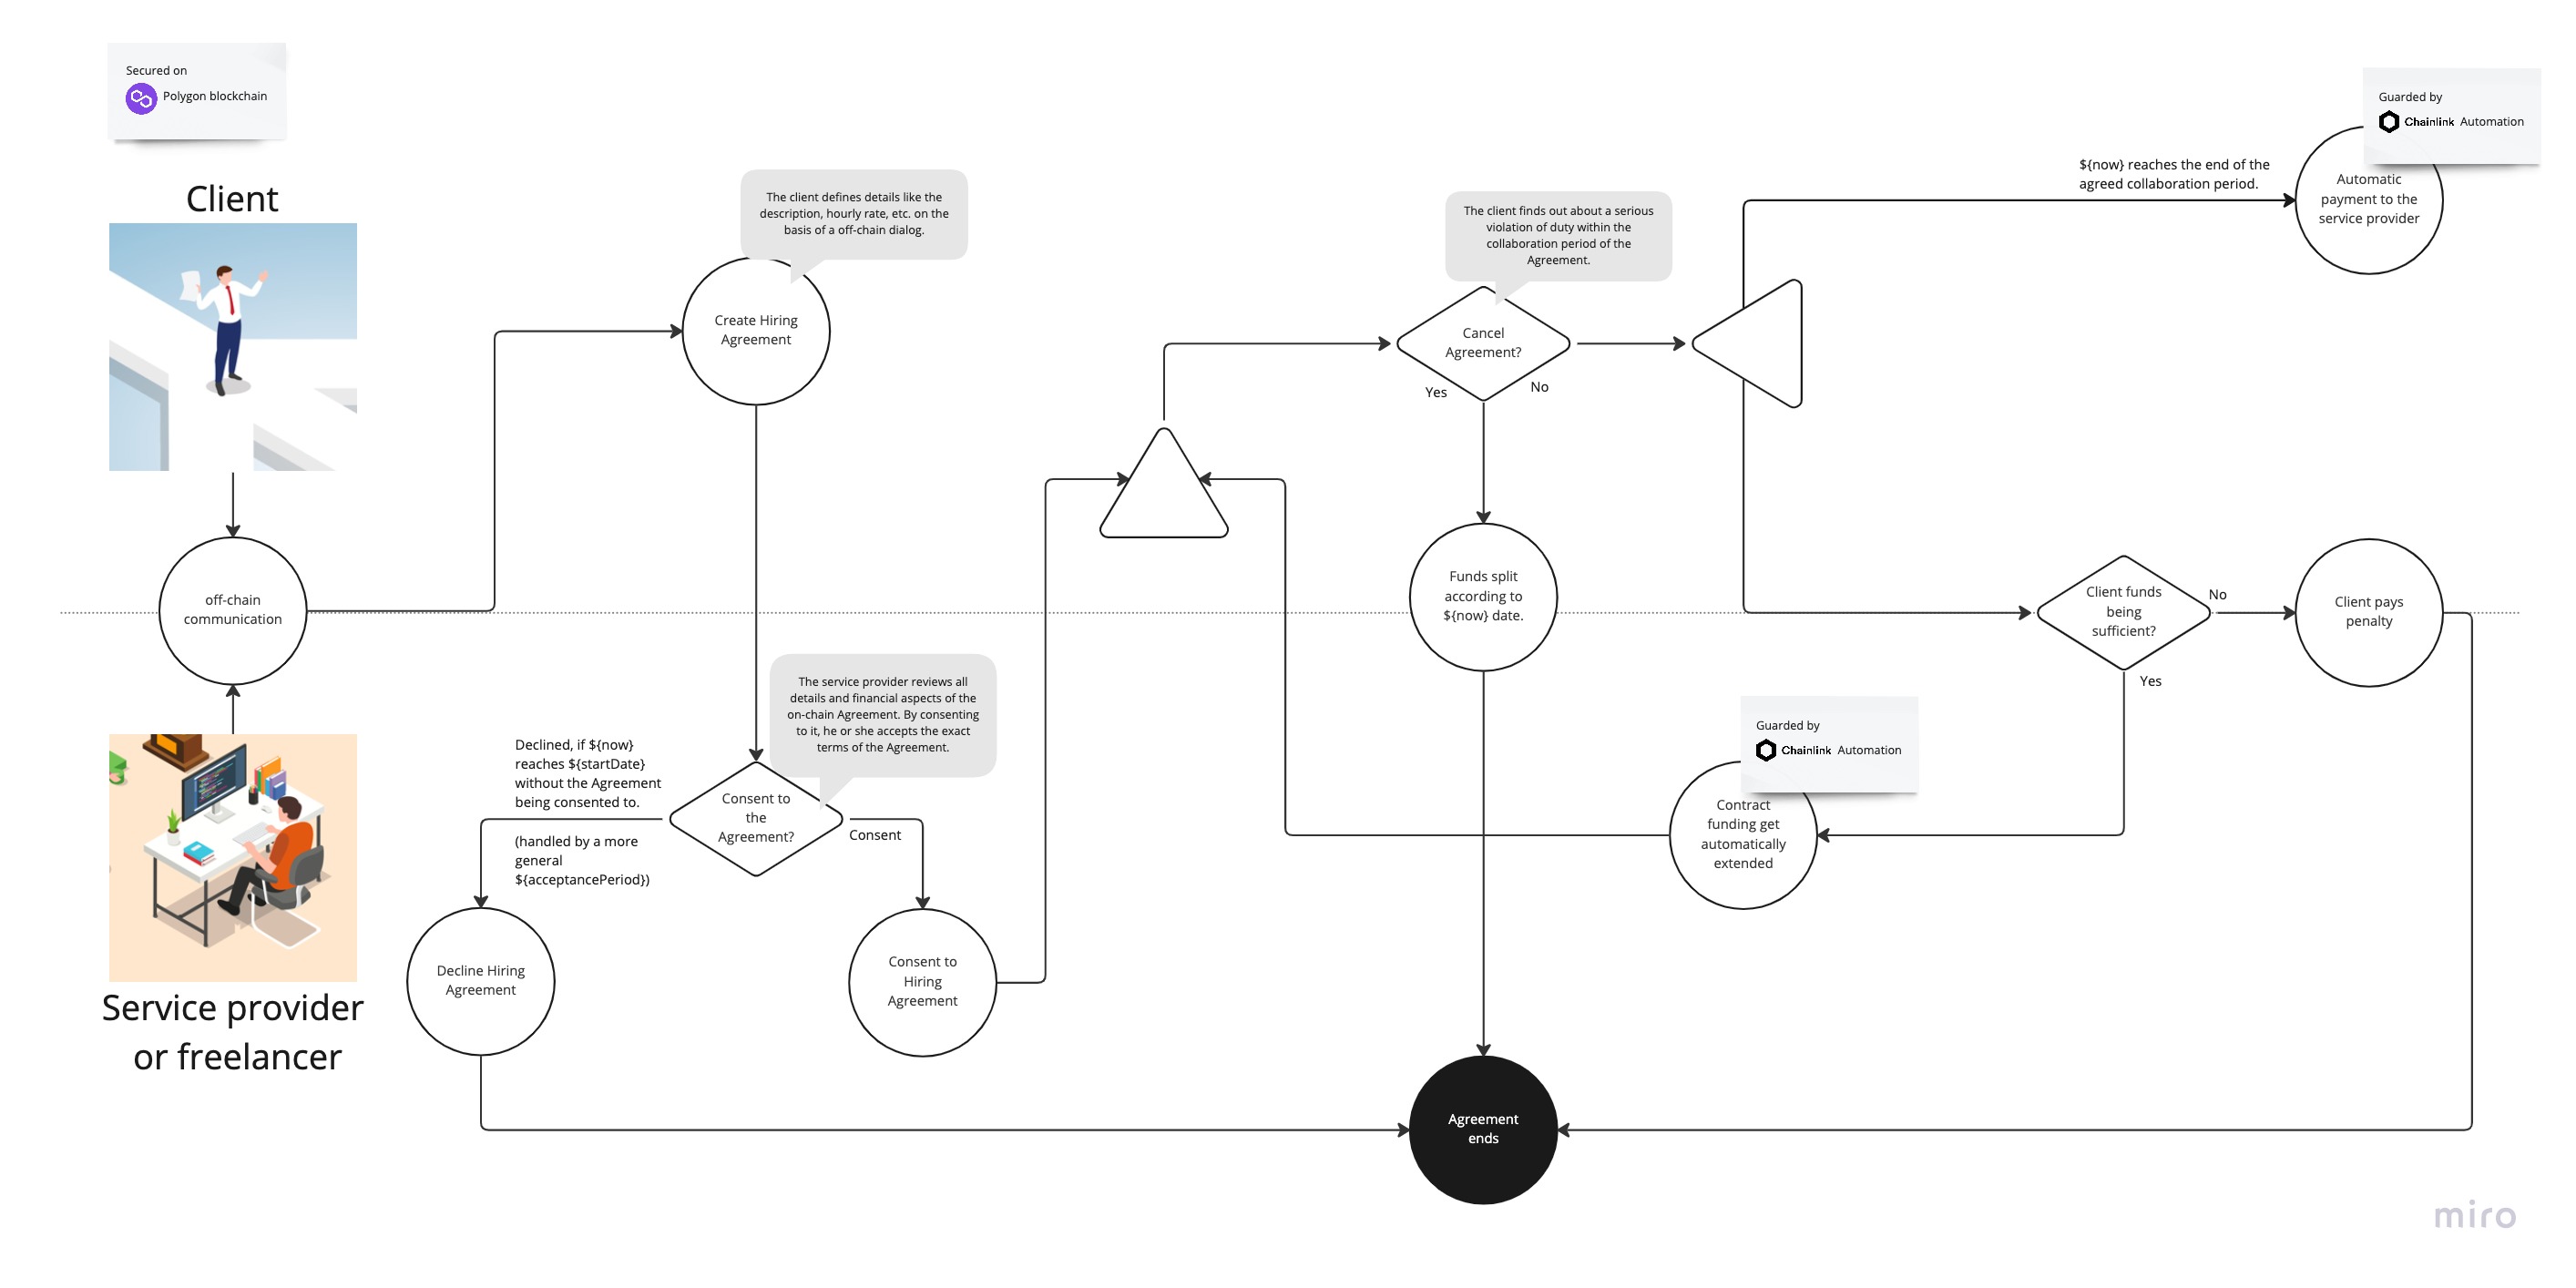 Secured on
Polygon blockchain
Client
off-chain
communication
Service provider
or freelancer
The client defines details like the
description, hourly rate, etc. on the
basis of a off-chain dialog.
Create Hiring
Agreement
The service provider reviews all
details and financial aspects of the
on-chain Agreement. By consenting
to it, he or she accepts the exact
terms of the Agreement.
Declined, if ${now}
reaches ${startDate}
without the Agreement
being consented to.
(handled by a more
general
${acceptancePeriod})
Consent to
the
Agreement?
Consent
Decline Hiring
Agreement
Consent to
Hiring
Agreement
The client finds out about a serious
violation of duty within the
collaboration period of the
Agreement.
Cancel
Agreement?
Yes
No
Funds split
according to
${now} date.
${now} reaches the end of the
agreed collaboration period.
Guarded by
Chainlink Automation
Automatic
payment to the
service provider
Client funds
being
sufficient?
No
Yes
Client pays
penalty
Guarded by
Chainlink Automation
Contract
funding get
automatically
extended
Agreement
ends
miro